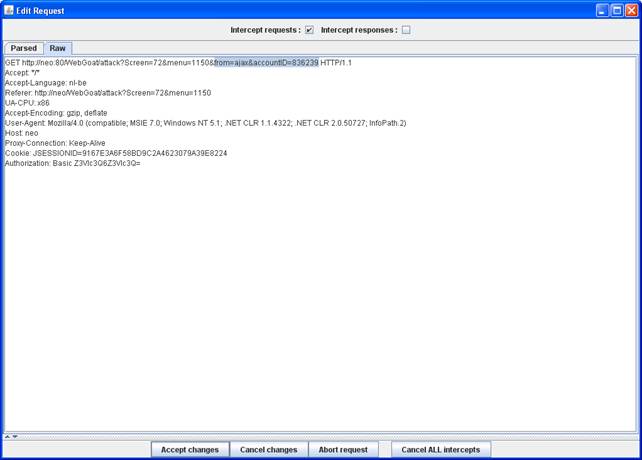 Edit Request
Intercept requests : Intercept responses :
Parsed Raw
GET http://neo:80/WebGoat/attack?Screen=72&menu=1150&from=ajax&accountID=836239 HTTP/1.1
Accept: */*
Accept-Language: nl-be
Referer: http://neo/WebGoat/attack?Screen=72&menu=1150
UA-CPU: x86
Accept-Encoding: gzip, deflate
User-Agent: Mozilla/4.0 (compatible; MSIE 7.0; Windows NT 5.1; .NET CLR 1.1.4322; .NET CLR 2.0.50727; InfoPath.2)
Host: neo
Proxy-Connection: Keep-Alive
Cookie: JSESSIONID=9167E3A6F58BD9C2A4623079A39E8224
Authorization: Basic Z3Vlc3Q6Z3Vlc3Q=
Accept changes Cancel changes Abort request Cancel ALL intercepts